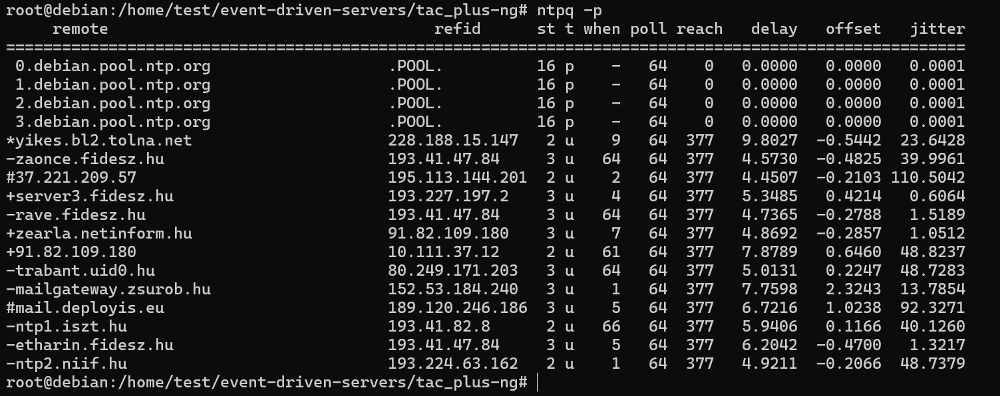 root@debian:/home/test/event-driven-servers/tac_plus-ng# ntpq -p
     remote                                   refid      st t when poll reach   delay   offset   jitter
=======================================================================================================
 0.debian.pool.ntp.org                   .POOL.          16 p    -   64    0   0.0000   0.0000   0.0001
 1.debian.pool.ntp.org                   .POOL.          16 p    -   64    0   0.0000   0.0000   0.0001
 2.debian.pool.ntp.org                   .POOL.          16 p    -   64    0   0.0000   0.0000   0.0001
 3.debian.pool.ntp.org                   .POOL.          16 p    -   64    0   0.0000   0.0000   0.0001
*yikes.bl2.tolna.net                     228.188.15.147   2 u    9   64  377   9.8027  -0.5442  23.6428
-zaonce.fidesz.hu                        193.41.47.84     3 u   64   64  377   4.5730  -0.4825  39.9961
#37.221.209.57                           195.113.144.201  2 u    2   64  377   4.4507  -0.2103 110.5042
+server3.fidesz.hu                       193.227.197.2    3 u    4   64  377   5.3485   0.4214   0.6064
-rave.fidesz.hu                          193.41.47.84     3 u   64   64  377   4.7365  -0.2788   1.5189
+zearla.netinform.hu                     91.82.109.180    3 u    7   64  377   4.8692  -0.2857   1.0512
+91.82.109.180                           10.111.37.12     2 u   61   64  377   7.8789   0.6460  48.8237
-trabant.uid0.hu                         80.249.171.203   3 u   64   64  377   5.0131   0.2247  48.7283
-mailgateway.zsurob.hu                   152.53.184.240   3 u    1   64  377   7.7598   2.3243  13.7854
#mail.deployis.eu                        189.120.246.186  3 u    5   64  377   6.7216   1.0238  92.3271
-ntp1.iszt.hu                            193.41.82.8      2 u   66   64  377   5.9406   0.1166  40.1260
-etharin.fidesz.hu                       193.41.47.84     3 u    5   64  377   6.2042  -0.4700   1.3217
-ntp2.niif.hu                            193.224.63.162   2 u    1   64  377   4.9211  -0.2066  48.7379
root@debian:/home/test/event-driven-servers/tac_plus-ng#